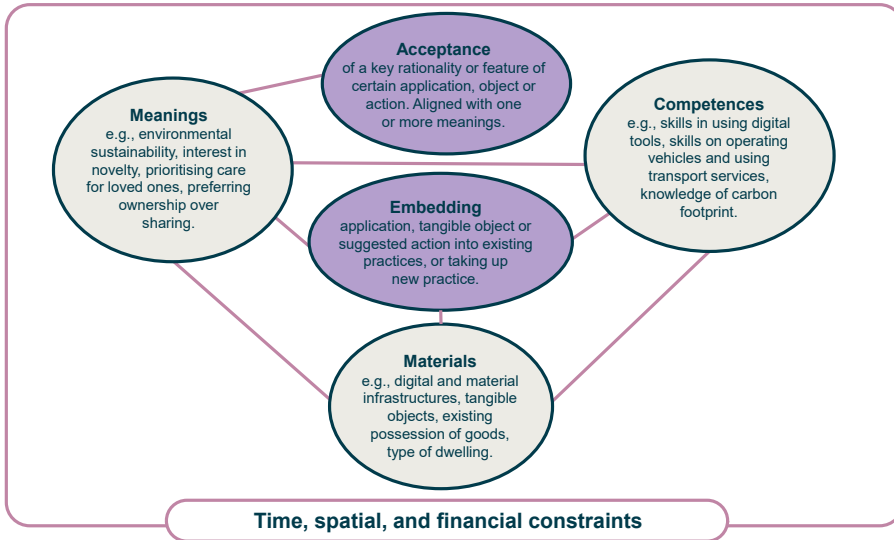 Acceptance
of a key rationality or feature of
certain application, object or
action. Aligned with one
or more meanings.
Meanings
e.g., environmental
sustainability, interest in
novelty, prioritising care
for loved ones, preferring
ownership over
sharing.
Competences
e.g., skills in using digital
tools, skills on operating
vehicles and using
transport services,
knowledge of carbon
footprint.
Embedding
application, tangible object or
suggested action into existing
practices, or taking up
new practice.
Materials
e.g., digital and material
infrastructures, tangible
objects, existing
possession of goods,
type of dwelling.
Time, spatial, and financial constraints